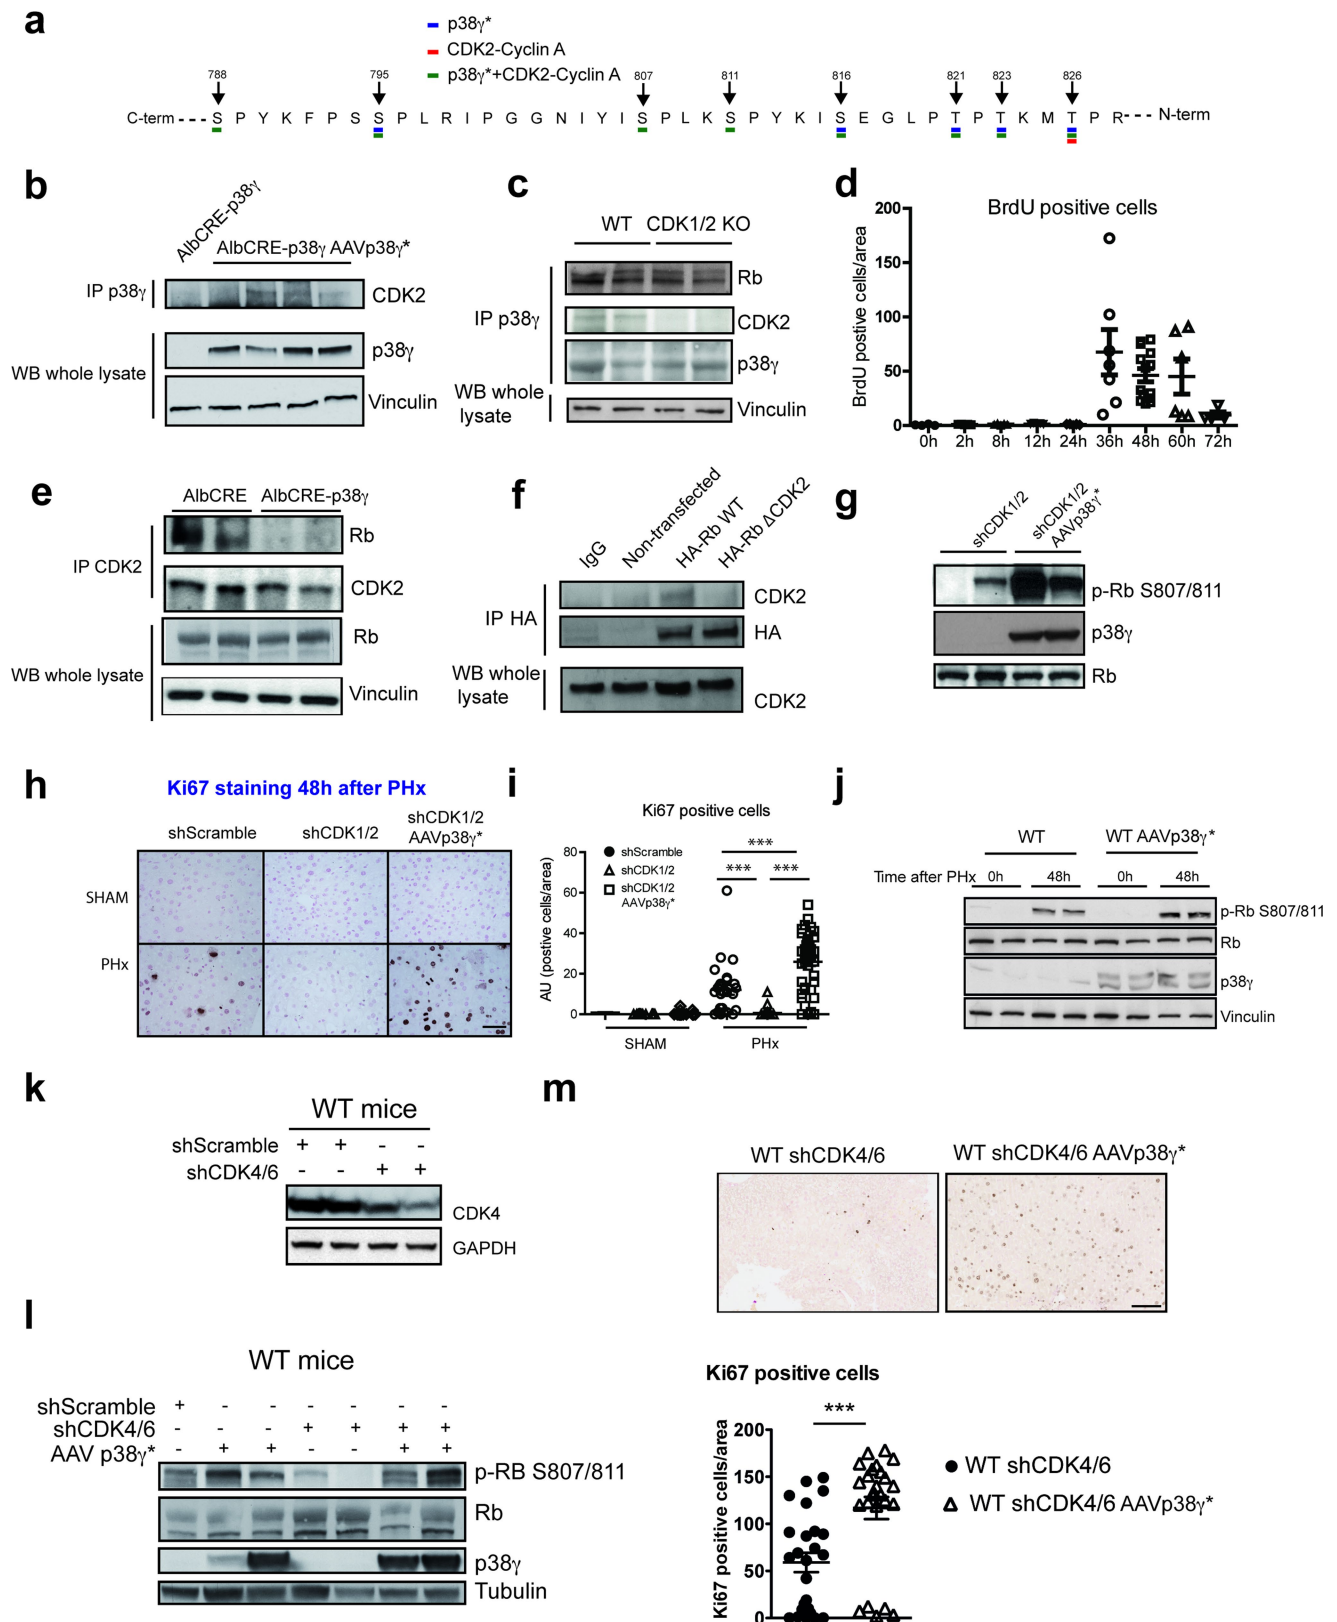 a
p38γ*
CDK2-Cyclin A
p38γ*+CDK2-Cyclin A
788 795 807 811 816 821 823 826
C-term --- S P Y K F P S S P L R I P G G N I Y I S P L K S P Y K I S E G L P T P T K M T P R --- N-term
b
AlbCRE-p38γ
AlbCRE-p38γ AAVp38γ*
IP p38γ
CDK2
WB whole lysate
p38γ
Vinculin
c
WT CDK1/2 KO
Rb
IP p38γ
CDK2
p38γ
WB whole
lysate
Vinculin
d
BrdU positive cells
BrdU postive cells/area
200
150
100
50
0
0h 2h 8h 12h 24h 36h 48h 60h 72h
e
AlbCRE AlbCRE-p38γ
IP CDK2
Rb
CDK2
WB whole lysate
Rb
Vinculin
f
IgG
Non-transfected
HA-Rb WT
HA-Rb ΔCDK2
IP HA
CDK2
HA
WB whole
lysate
CDK2
g
shCDK1/2
shCDK1/2
AAVp38γ*
p-Rb S807/811
p38γ
Rb
h
Ki67 staining 48h after PHx
shScramble shCDK1/2 shCDK1/2
AAVp38γ*
SHAM
PHx
i
Ki67 positive cells
AU (postive cells/area)
80
60
40
20
0
shScramble
shCDK1/2
shCDK1/2
AAVp38γ*
***
*** ***
SHAM PHx
j
WT WT AAVp38γ*
Time after PHx 0h 48h 0h 48h
p-Rb S807/811
Rb
p38γ
Vinculin
k
WT mice
shScramble + + - -
shCDK4/6 - - + +
CDK4
GAPDH
m
WT shCDK4/6 WT shCDK4/6 AAVp38γ*
l
WT mice
shScramble + - - - - - -
shCDK4/6 - - - + + + +
AAV p38γ* - + + - - + +
p-RB S807/811
Rb
p38γ
Tubulin
Ki67 positive cells
***
Ki67 positive cells/area
200
150
100
50
0
WT shCDK4/6
WT shCDK4/6 AAVp38γ*